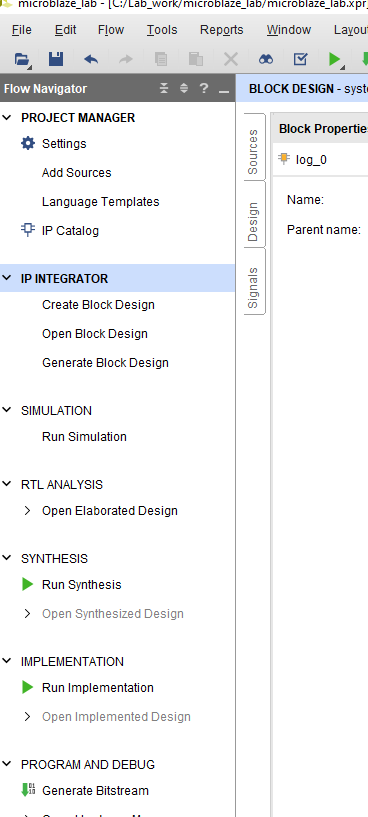 microblaze_lab - [C:/Lab_work/microblaze_lab/microblaze_lab.xpr
File Edit Flow Tools Reports Window Layou
Flow Navigator ? _
BLOCK DESIGN - syst
PROJECT MANAGER
Settings
Add Sources
Language Templates
IP Catalog
IP INTEGRATOR
Create Block Design
Open Block Design
Generate Block Design
SIMULATION
Run Simulation
RTL ANALYSIS
Open Elaborated Design
SYNTHESIS
Run Synthesis
Open Synthesized Design
IMPLEMENTATION
Run Implementation
Open Implemented Design
PROGRAM AND DEBUG
Generate Bitstream
Sources
Design
Signals
Block Propertie
log_0
Name:
Parent name: